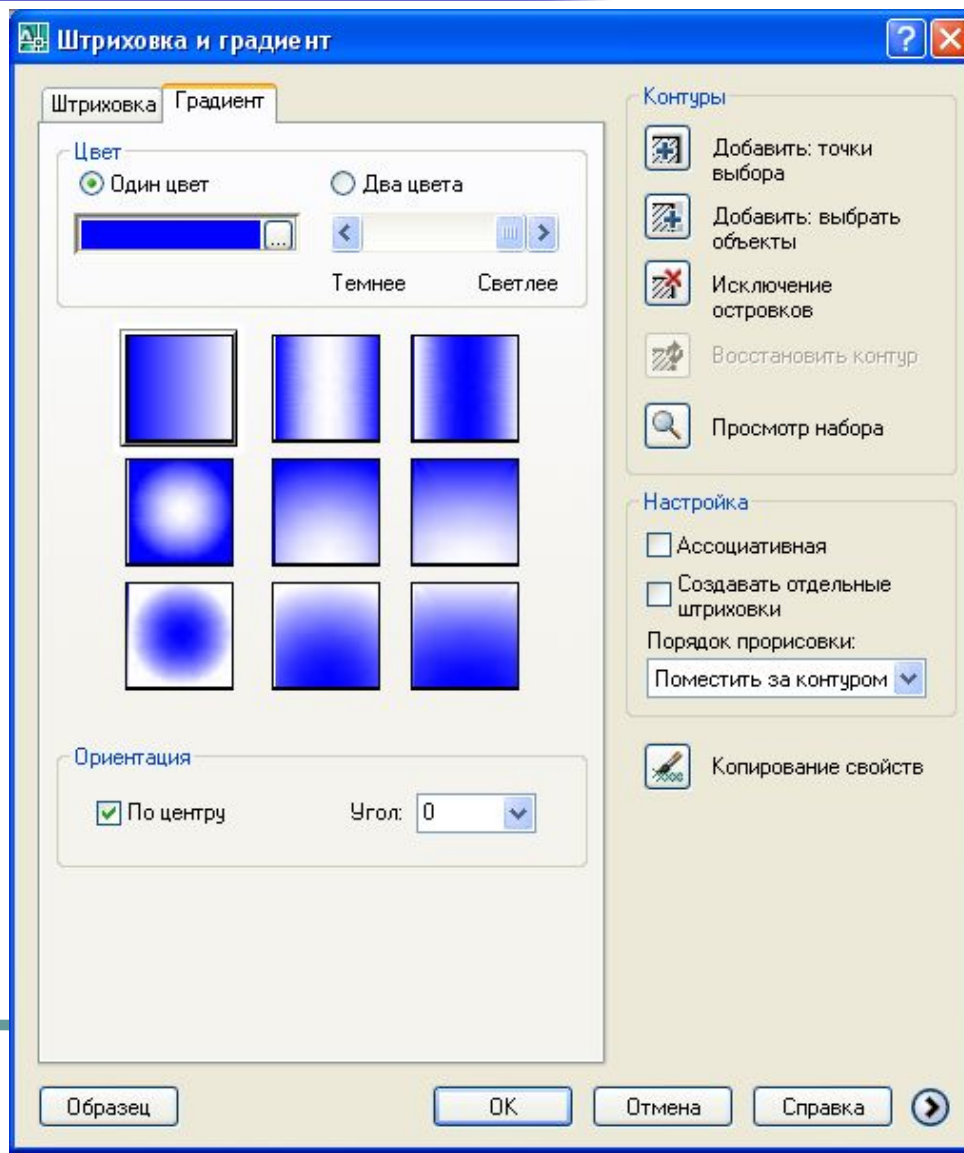 Штриховка и градиент
Штриховка Градиент
Цвет
Один цвет Два цвета
...
Темнее Светлее
Ориентация
По центру Угол: 0
Контуры
Добавить: точки
выбора
Добавить: выбрать
объекты
Исключение
островков
Восстановить контур
Просмотр набора
Настройка
Ассоциативная
Создавать отдельные
штриховки
Порядок прорисовки:
Поместить за контуром
Копирование свойств
Образец OK Отмена Справка